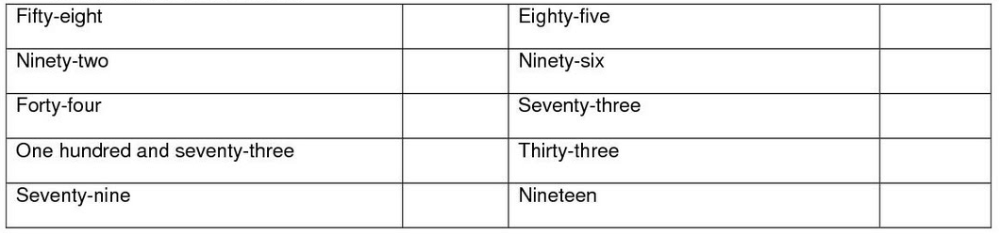 Fifty-eight
Eighty-five
Ninety-two
Ninety-six
Forty-four
Seventy-three
One hundred and seventy-three
Thirty-three
Seventy-nine
Nineteen